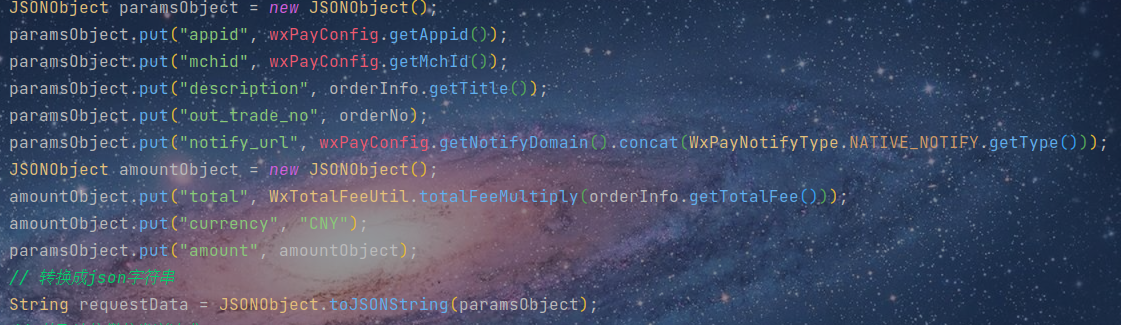 JSONObject paramsObject = new JSONObject();
paramsObject.put("appid", wxPayConfig.getAppid());
paramsObject.put("mchid", wxPayConfig.getMchId());
paramsObject.put("description", orderInfo.getTitle());
paramsObject.put("out_trade_no", orderNo);
paramsObject.put("notify_url", wxPayConfig.getNotifyDomain().concat(WxPayNotifyType.NATIVE_NOTIFY.getType()));
JSONObject amountObject = new JSONObject();
amountObject.put("total", WxTotalFeeUtil.totalFeeMultiply(orderInfo.getTotalFee()));
amountObject.put("currency", "CNY");
paramsObject.put("amount", amountObject);
// 转换成json字符串
String requestData = JSONObject.toJSONString(paramsObject);